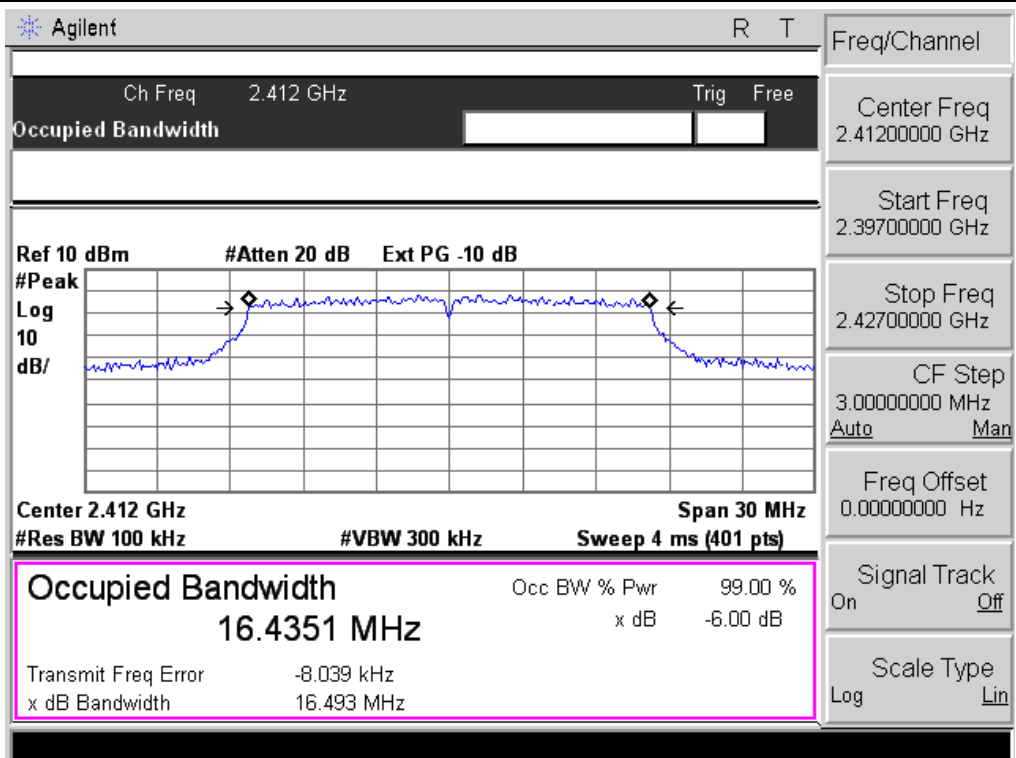 Agilent R T
Ch Freq 2.412 GHz Trig Free
Occupied Bandwidth
Ref 10 dBm #Atten 20 dB Ext PG -10 dB
#Peak
Log
10
dB/
Center 2.412 GHz Span 30 MHz
#Res BW 100 kHz #VBW 300 kHz Sweep 4 ms (401 pts)
Occupied Bandwidth
16.4351 MHz
Occ BW % Pwr 99.00 %
x dB -6.00 dB
Transmit Freq Error -8.039 kHz
x dB Bandwidth 16.493 MHz
Freq/Channel
Center Freq
2.41200000 GHz
Start Freq
2.39700000 GHz
Stop Freq
2.42700000 GHz
CF Step
3.00000000 MHz
Auto Man
Freq Offset
0.00000000 Hz
Signal Track
On Off
Scale Type
Log Lin